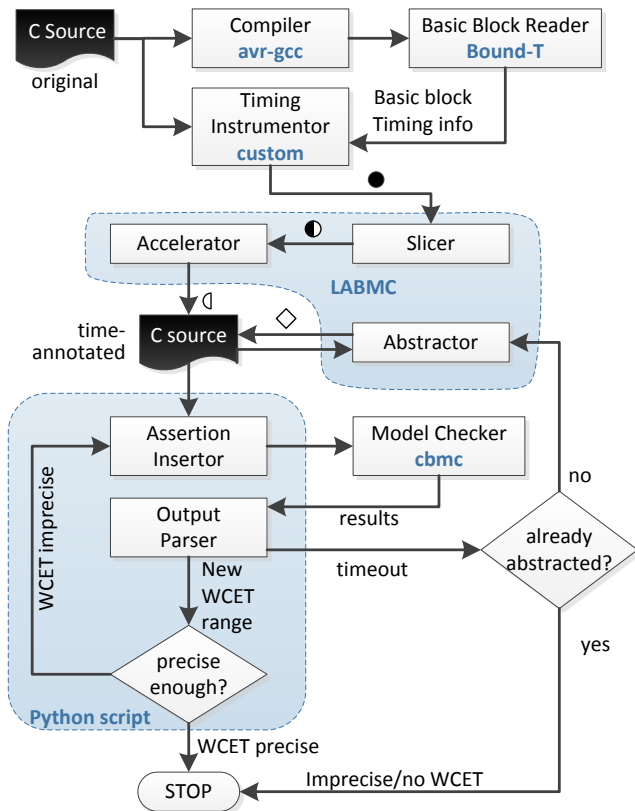 C Source
original
Compiler
avr-gcc
Basic Block Reader
Bound-T
Timing
Instrumentor
custom
Basic block
Timing info
Accelerator
Slicer
LABMC
time-
annotated
C source
Abstractor
Assertion
Insertor
Model Checker
cbmc
WCET imprecise
no
results
Output
Parser
timeout
already
abstracted?
New
WCET
range
yes
precise
enough?
Python script
WCET precise
STOP
Imprecise/no WCET